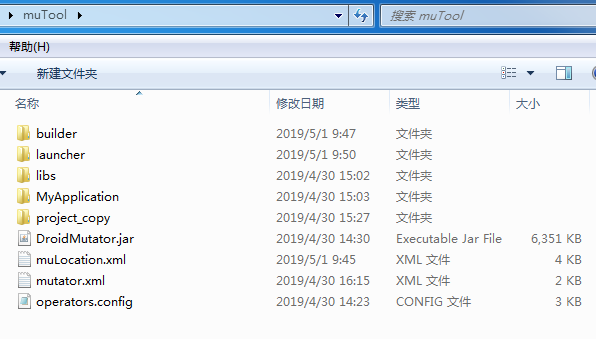 muTool
搜索 muTool
帮助(H)
新建文件夹
名称 修改日期 类型 大小
builder 2019/5/1 9:47 文件夹
launcher 2019/5/1 9:50 文件夹
libs 2019/4/30 15:02 文件夹
MyApplication 2019/4/30 15:03 文件夹
project_copy 2019/4/30 15:27 文件夹
DroidMutator.jar 2019/4/30 14:30 Executable Jar File 6,351 KB
muLocation.xml 2019/5/1 9:45 XML 文件 4 KB
mutator.xml 2019/4/30 16:15 XML 文件 2 KB
operators.config 2019/4/30 14:23 CONFIG 文件 3 KB